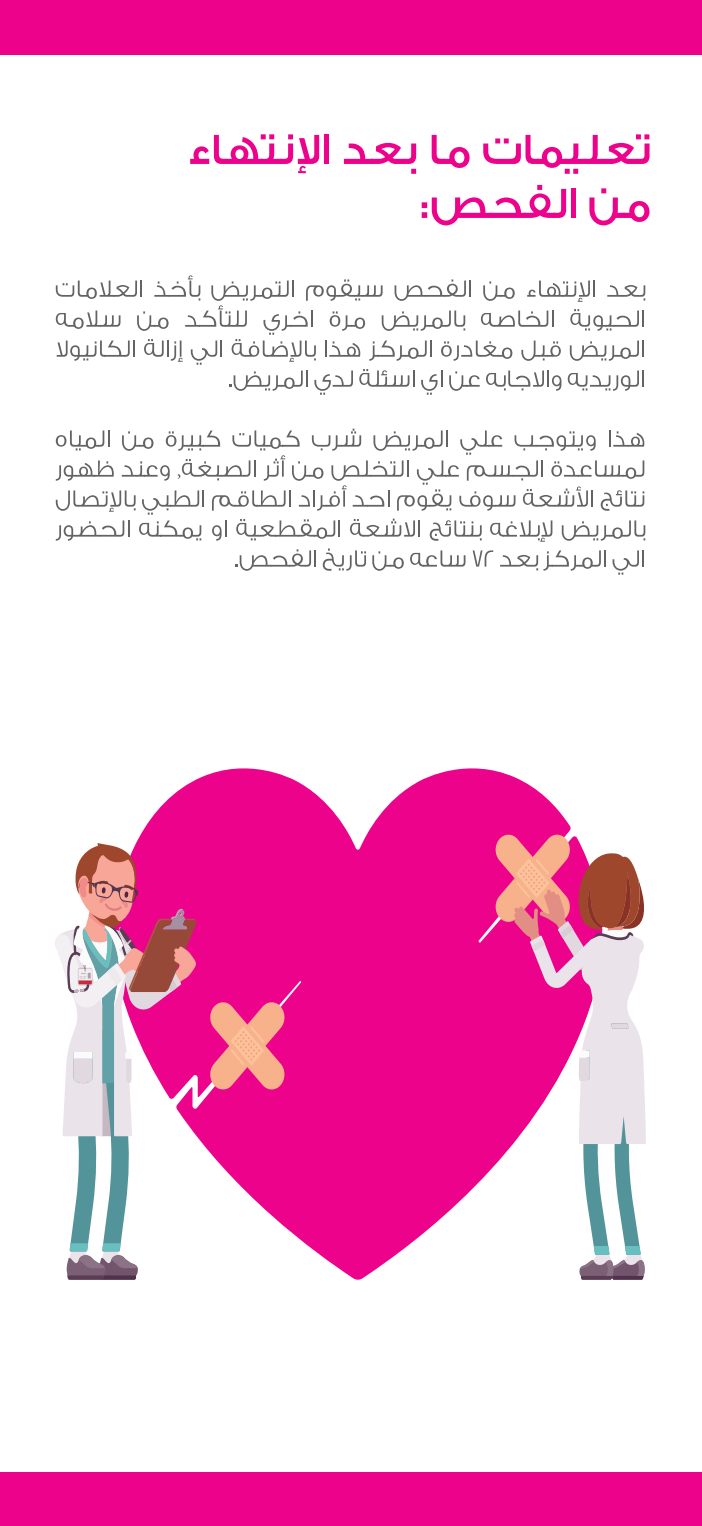 تعليمات ما بعد الإنتهاء
من الفحص:
بعد الإنتهاء من الفحص سيقوم التمريض بأخذ العلامات
الحيوية الخاصه بالمريض مرة اخري للتأكد من سلامه
المريض قبل مغادرة المركز هذا بالإضافة الي إزالة الكانيولا
الوريديه والاجابه عن اي اسئلة لدي المريض.
هذا ويتوجب علي المريض شرب كميات كبيرة من المياه
لمساعدة الجسم علي التخلص من أثر الصبغة, وعند ظهور
نتائج الأشعة سوف يقوم احد أفراد الطاقم الطبي بالإتصال
بالمريض لإبلاغه بنتائج الاشعة المقطعية او يمكنه الحضور
الي المركز بعد ٧٢ ساعه من تاريخ الفحص.